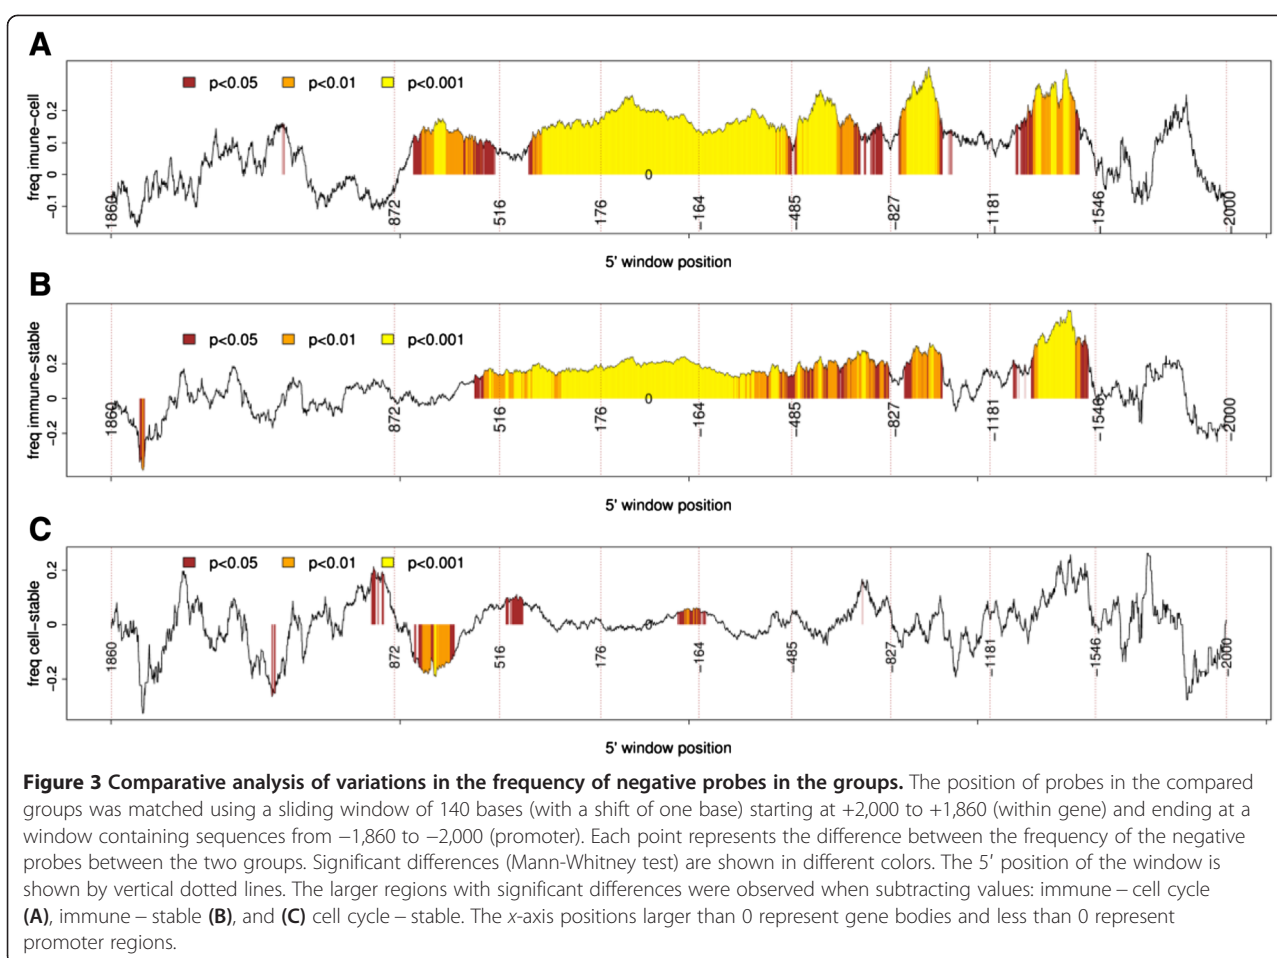 A
p<0.05 p<0.01 p<0.001
freq imune–cell
0.2
0.1
0
−0.1
0
1860 872 516 176 −164 −485 −827 −1181 −1546 −2000
5' window position
B
p<0.05 p<0.01 p<0.001
freq immune–stable
0.2
0
−0.2
0
1860 872 516 176 −164 −485 −827 −1181 −1546 −2000
5' window position
C
p<0.05 p<0.01 p<0.001
freq cell–stable
0.2
0
−0.2
0
1860 872 516 176 −164 −485 −827 −1181 −1546 −2000
5' window position
Figure 3 Comparative analysis of variations in the frequency of negative probes in the groups. The position of probes in the compared
groups was matched using a sliding window of 140 bases (with a shift of one base) starting at +2,000 to +1,860 (within gene) and ending at a
window containing sequences from −1,860 to −2,000 (promoter). Each point represents the difference between the frequency of the negative
probes between the two groups. Significant differences (Mann-Whitney test) are shown in different colors. The 5′ position of the window is
shown by vertical dotted lines. The larger regions with significant differences were observed when subtracting values: immune – cell cycle
(A), immune – stable (B), and (C) cell cycle – stable. The x-axis positions larger than 0 represent gene bodies and less than 0 represent
promoter regions.